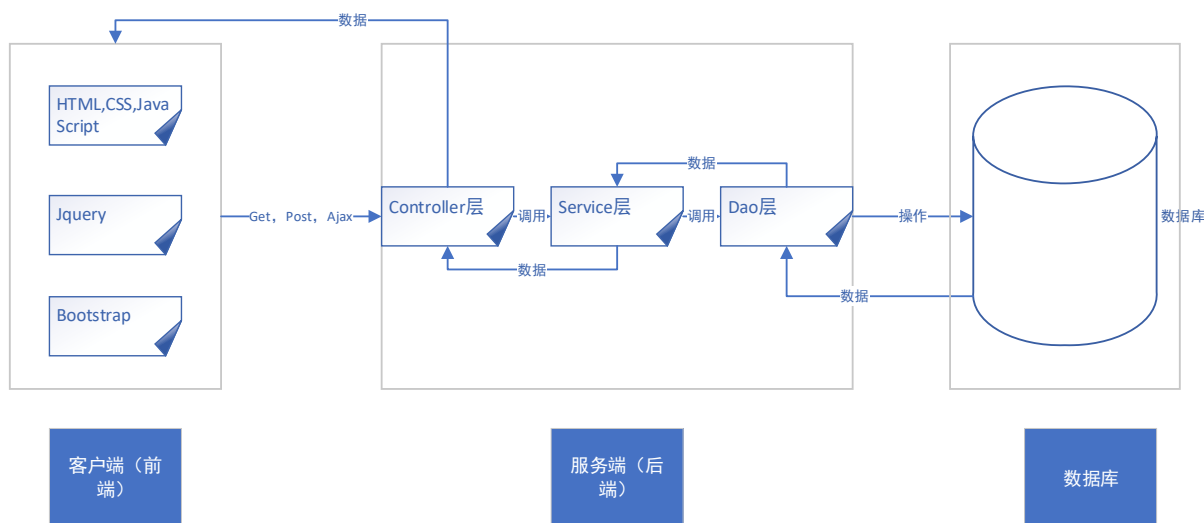 数据
HTML,CSS,Java
Script
Jquery
Bootstrap
Get，Post，Ajax
Controller层
调用
Service层
调用
Dao层
数据
数据
操作
数据
数据库
客户端（前
端）
服务端（后
端）
数据库